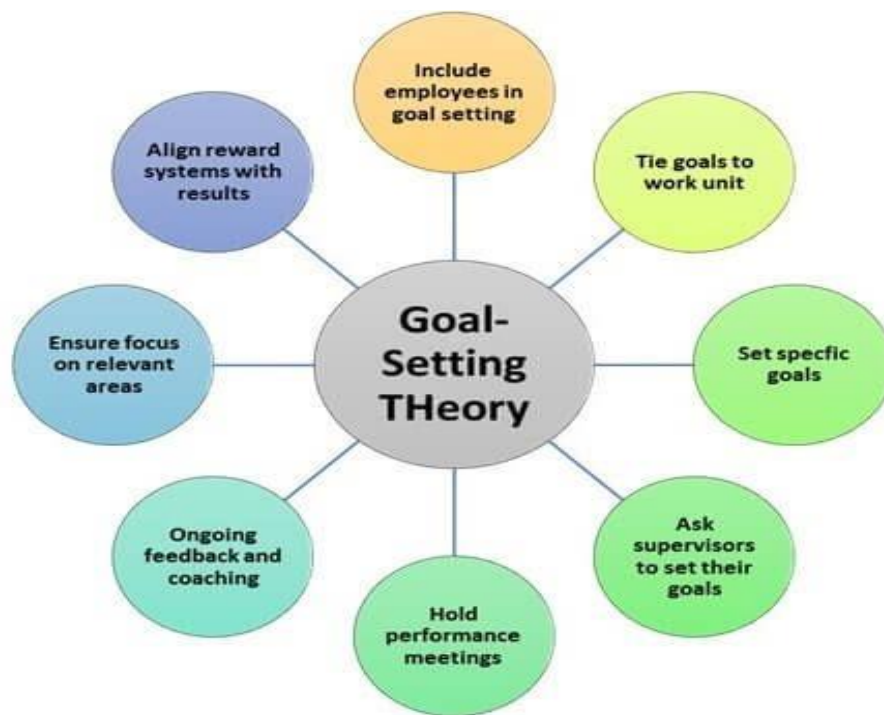 Include
employees in
goal setting
Tie goals to
work unit
Set specfic
goals
Ask
supervisors
to set their
goals
Hold
performance
meetings
Ongoing
feedback and
coaching
Ensure focus
on relevant
areas
Align reward
systems with
results
Goal-
Setting
THeory